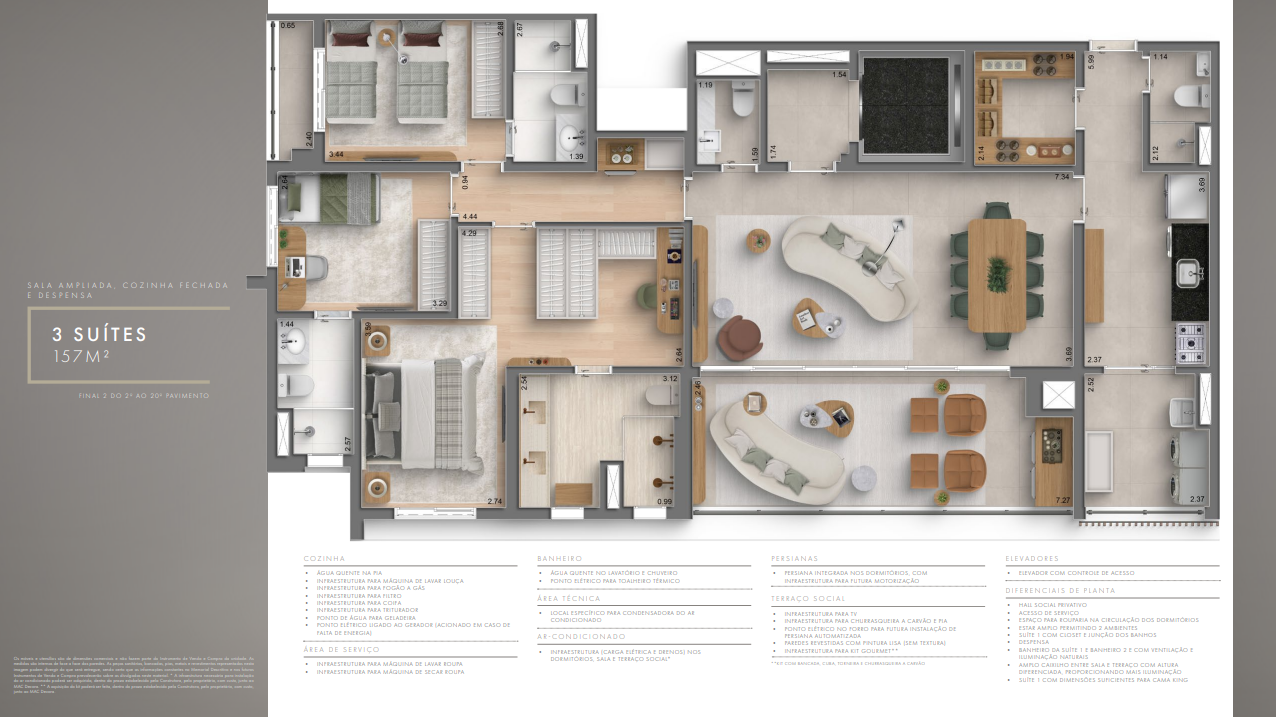 SALA AMPLIADA, COZINHA FECHADA
E DESPENSA
3 SUÍTES
157M²
FINAL 2 DO 2º AO 20º PAVIMENTO
0.65
2.40
3.44
2.68
2.67
1.39
2.64
0.94
4.44
4.29
3.29
1.44
2.57
3.59
2.74
2.54
3.12
0.99
2.64
1.19
1.59
1.54
1.74
1.94
2.14
5.99
1.14
2.12
7.34
3.69
3.69
2.37
2.46
7.27
2.52
2.37
COZINHA
• ÁGUA QUENTE NA PIA
• INFRAESTRUTURA PARA MÁQUINA DE LAVAR LOUÇA
• INFRAESTRUTURA PARA FOGÃO A GÁS
• INFRAESTRUTURA PARA FILTRO
• INFRAESTRUTURA PARA COIFA
• INFRAESTRUTURA PARA TRITURADOR
• PONTO DE ÁGUA PARA GELADEIRA
• PONTO ELÉTRICO LIGADO AO GERADOR (ACIONADO EM CASO DE
FALTA DE ENERGIA)
ÁREA DE SERVIÇO
• INFRAESTRUTURA PARA MÁQUINA DE LAVAR ROUPA
• INFRAESTRUTURA PARA MÁQUINA DE SECAR ROUPA
BANHEIRO
• ÁGUA QUENTE NO LAVATÓRIO E CHUVEIRO
• PONTO ELÉTRICO PARA TOALHEIRO TÉRMICO
ÁREA TÉCNICA
• LOCAL ESPECÍFICO PARA CONDENSADORA DO AR
CONDICIONADO
AR-CONDICIONADO
• INFRAESTRUTURA (CARGA ELÉTRICA E DRENOS) NOS
DORMITÓRIOS, SALA E TERRAÇO SOCIAL*
PERSIANAS
• PERSIANA INTEGRADA NOS DORMITÓRIOS, COM
INFRAESTRUTURA PARA FUTURA MOTORIZAÇÃO
TERRAÇO SOCIAL
• INFRAESTRUTURA PARA TV
• INFRAESTRUTURA PARA CHURRASQUEIRA A CARVÃO E PIA
• PONTO ELÉTRICO NO FORRO PARA FUTURA INSTALAÇÃO DE
PERSIANA AUTOMATIZADA
• PAREDES REVESTIDAS COM PINTURA LISA (SEM TEXTURA)
• INFRAESTRUTURA PARA KIT GOURMET**
**KIT COM BANCADA, CUBA, TORNEIRA E CHURRASQUEIRA A CARVÃO
ELEVADORES
• ELEVADOR COM CONTROLE DE ACESSO
DIFERENCIAIS DE PLANTA
• HALL SOCIAL PRIVATIVO
• ACESSO DE SERVIÇO
• ESPAÇO PARA ROUPARIA NA CIRCULAÇÃO DOS DORMITÓRIOS
• ESTAR AMPLO PERMITINDO 2 AMBIENTES
• SUÍTE 1 COM CLOSET E JUNÇÃO DOS BANHOS
• DESPENSA
• BANHEIRO DA SUÍTE 1 E BANHEIRO 2 E COM VENTILAÇÃO E
ILUMINAÇÃO NATURAIS
• AMPLO CAIXILHO ENTRE SALA E TERRAÇO COM ALTURA
DIFERENCIADA, PROPORCIONANDO MAIS ILUMINAÇÃO
• SUÍTE 1 COM DIMENSÕES SUFICIENTES PARA CAMA KING